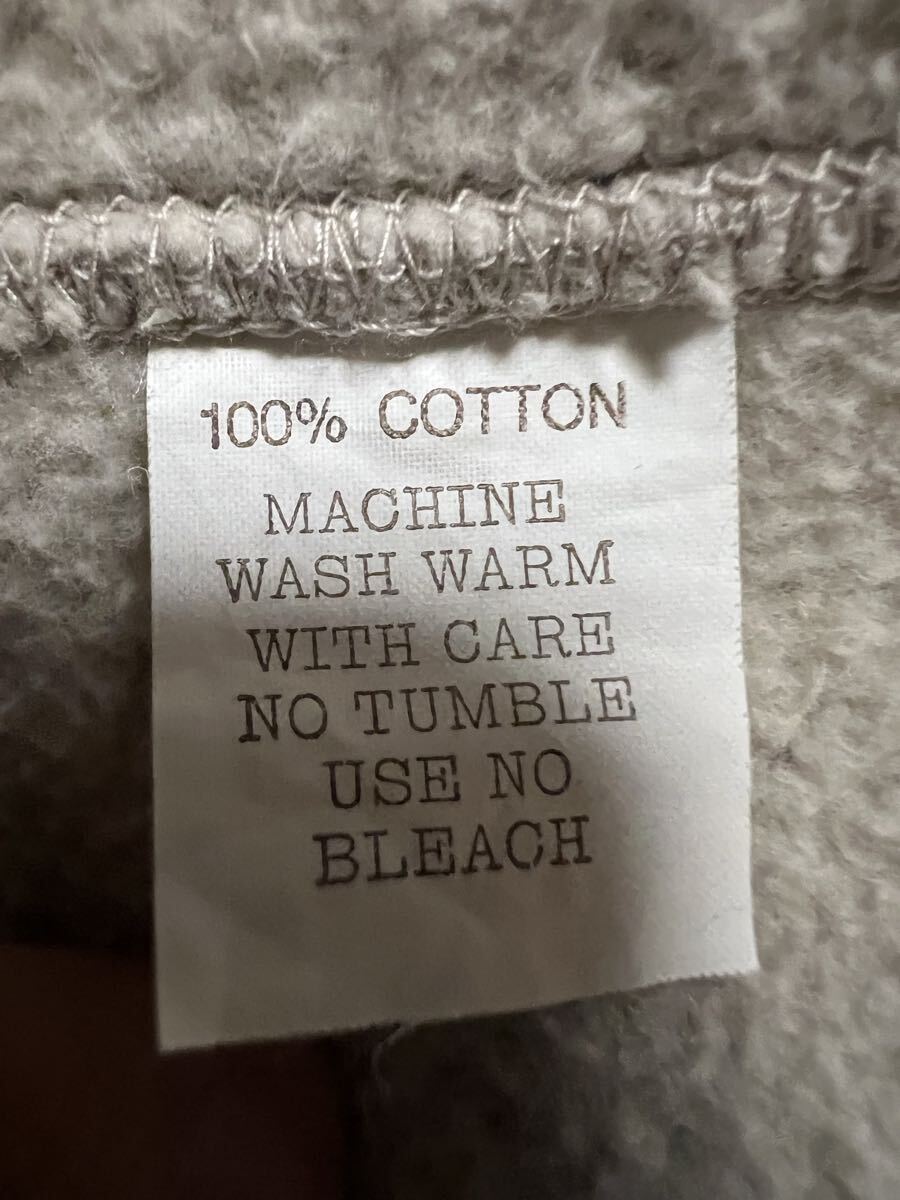 100% COTTON
MACHINE
WASH WARM
WITH CARE
NO TUMBLE
USE NO
BLEACH